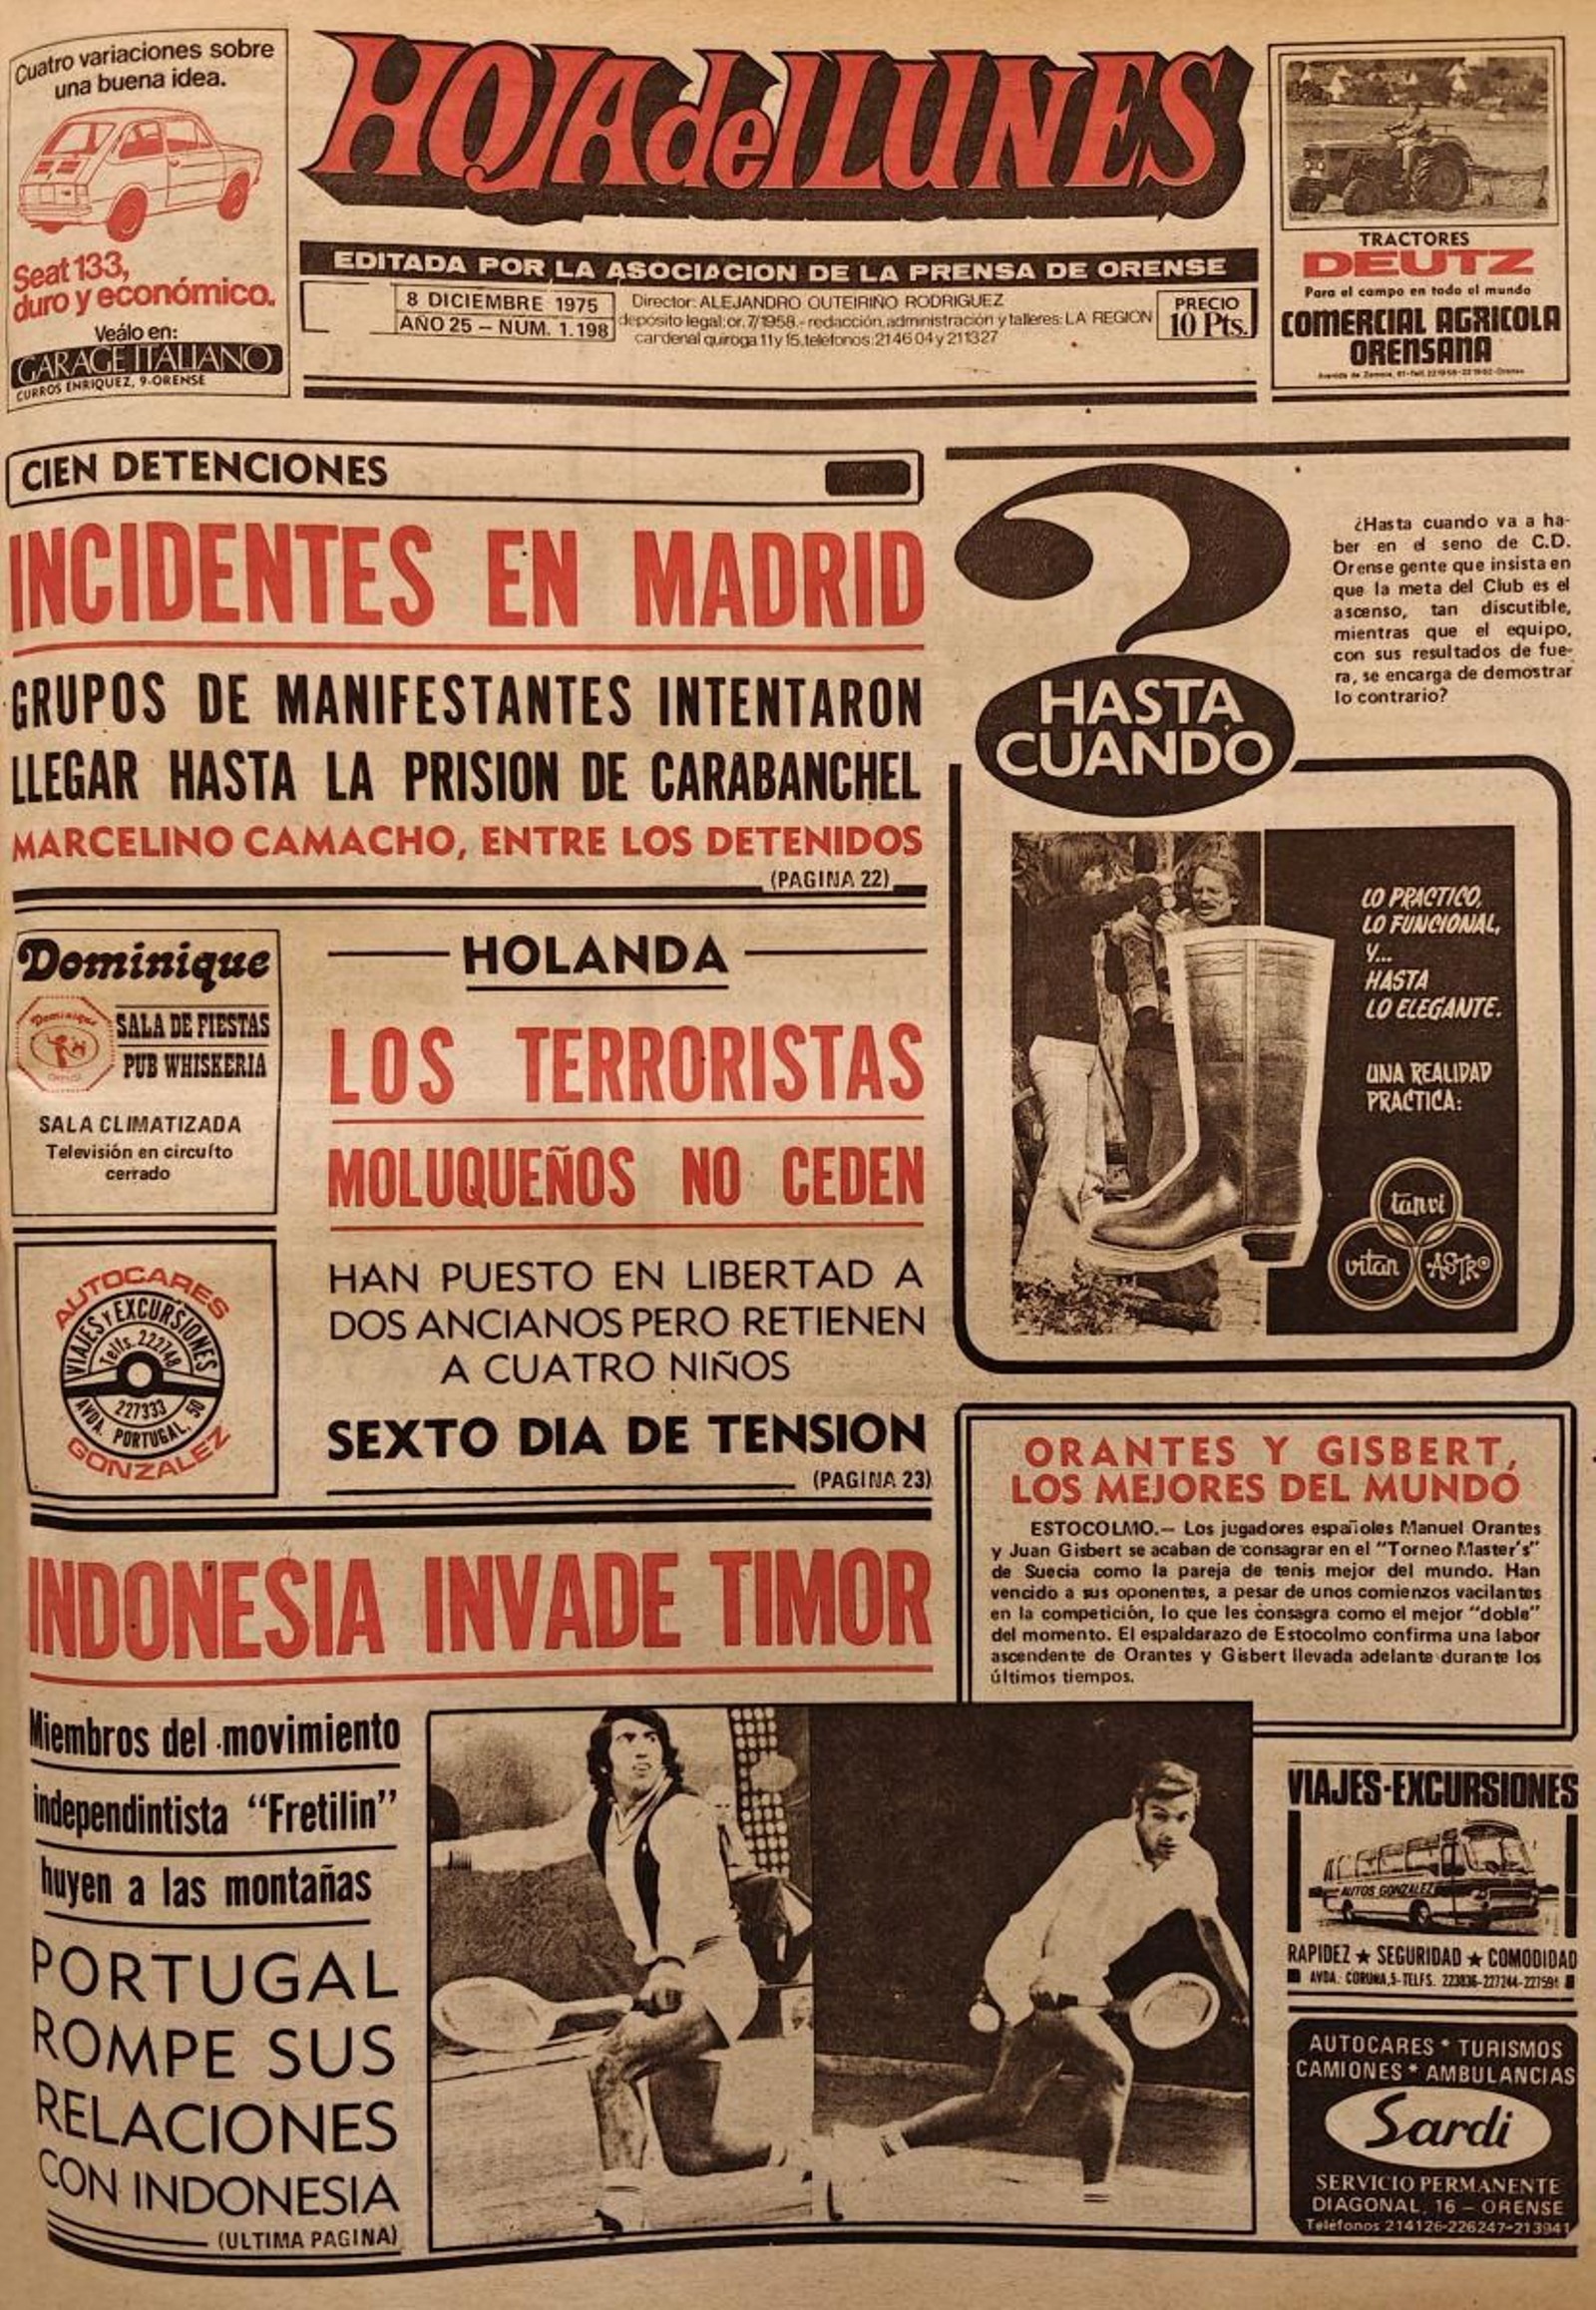 Cuatro variaciones sobre
una buena idea.
Seat 133,
duro y económico.
Veálo en:
GARAGE ITALIANO
CURROS ENRIQUEZ, 9-ORENSE
HOJA del LUNES
EDITADA POR LA ASOCIACION DE LA PRENSA DE ORENSE
8 DICIEMBRE 1975
AÑO 25 – NUM. 1.198
Director: ALEJANDRO OUTEIRIÑO RODRIGUEZ
deposito legal: or. 7/1958.- redacción, administración y talleres: LA REGION
cardenal quiroga 11 y 15. telefonos: 21 46 04 y 211327
PRECIO
10 Pts.
TRACTORES
DEUTZ
Para el campo en todo el mundo
COMERCIAL AGRICOLA
ORENSANA
CIEN DETENCIONES
INCIDENTES EN MADRID
GRUPOS DE MANIFESTANTES INTENTARON
LLEGAR HASTA LA PRISION DE CARABANCHEL
MARCELINO CAMACHO, ENTRE LOS DETENIDOS
(PAGINA 22)
?
HASTA
CUANDO
¿Hasta cuando va a ha-
ber en el seno de C.D.
Orense gente que insista en
que la meta del Club es el
ascenso, tan discutible,
mientras que el equipo,
con sus resultados de fue-
ra, se encarga de demostrar
lo contrario?
LO PRACTICO,
LO FUNCIONAL,
Y...
HASTA
LO ELEGANTE.
UNA REALIDAD
PRACTICA:
tanvi
vitan
ASTRO
Dominique
Dominique
SALA DE FIESTAS
PUB WHISKERIA
SALA CLIMATIZADA
Televisión en circuíto
cerrado
AUTOCARES
VIAJES Y EXCURSIONES
Telfs. 222748
227333
AVDA. PORTUGAL, 50
GONZALEZ
HOLANDA
LOS TERRORISTAS
MOLUQUEÑOS NO CEDEN
HAN PUESTO EN LIBERTAD A
DOS ANCIANOS PERO RETIENEN
A CUATRO NIÑOS
SEXTO DIA DE TENSION
(PAGINA 23)
ORANTES Y GISBERT,
LOS MEJORES DEL MUNDO
ESTOCOLMO.– Los jugadores españoles Manuel Orantes
y Juan Gisbert se acaban de consagrar en el "Torneo Master's"
de Suecia como la pareja de tenis mejor del mundo. Han
vencido a sus oponentes, a pesar de unos comienzos vacilantes
en la competición, lo que les consagra como el mejor "doble"
del momento. El espaldarazo de Estocolmo confirma una labor
ascendente de Orantes y Gisbert llevada adelante durante los
últimos tiempos.
INDONESIA INVADE TIMOR
Miembros del movimiento
independintista "Fretilin"
huyen a las montañas
PORTUGAL
ROMPE SUS
RELACIONES
CON INDONESIA
(ULTIMA PAGINA)
VIAJES-EXCURSIONES
AUTOS GONZALEZ
RAPIDEZ ★ SEGURIDAD ★ COMODIDAD
AVDA. CORUÑA, 5-TELFS. 223836-227244-227591
AUTOCARES * TURISMOS
CAMIONES * AMBULANCIAS
Sardi
SERVICIO PERMANENTE
DIAGONAL, 16 – ORENSE
Teléfonos 214126-226247-213941